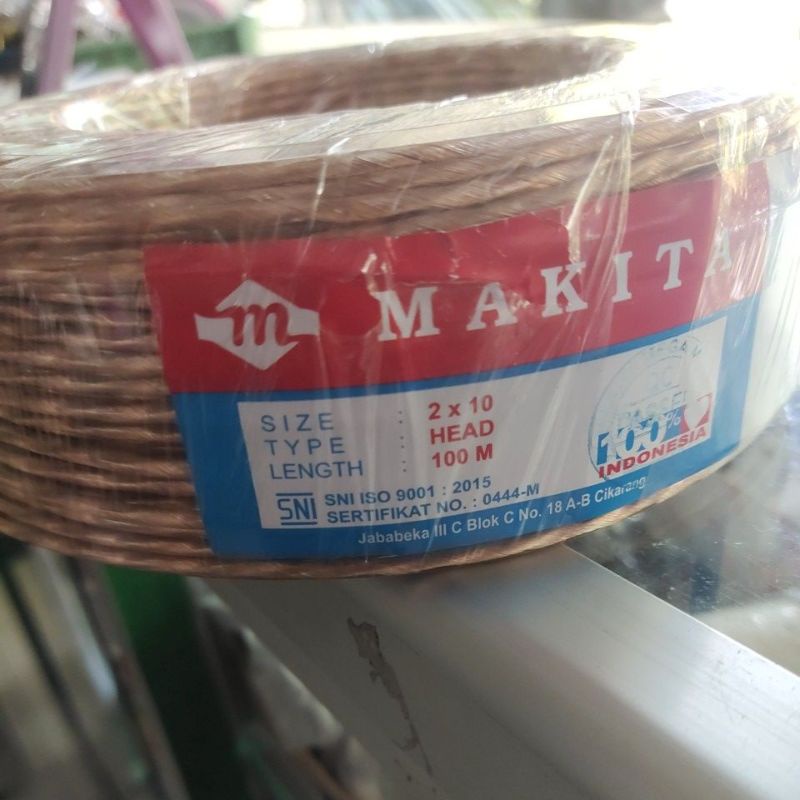 m MAKITA
SIZE : 2 x 10
TYPE : HEAD
LENGTH : 100 M
100%
INDONESIA
SNI SNI ISO 9001 : 2015
SERTIFIKAT NO. : 0444-M
Jababeka III C Blok C No. 18 A-B Cikarang